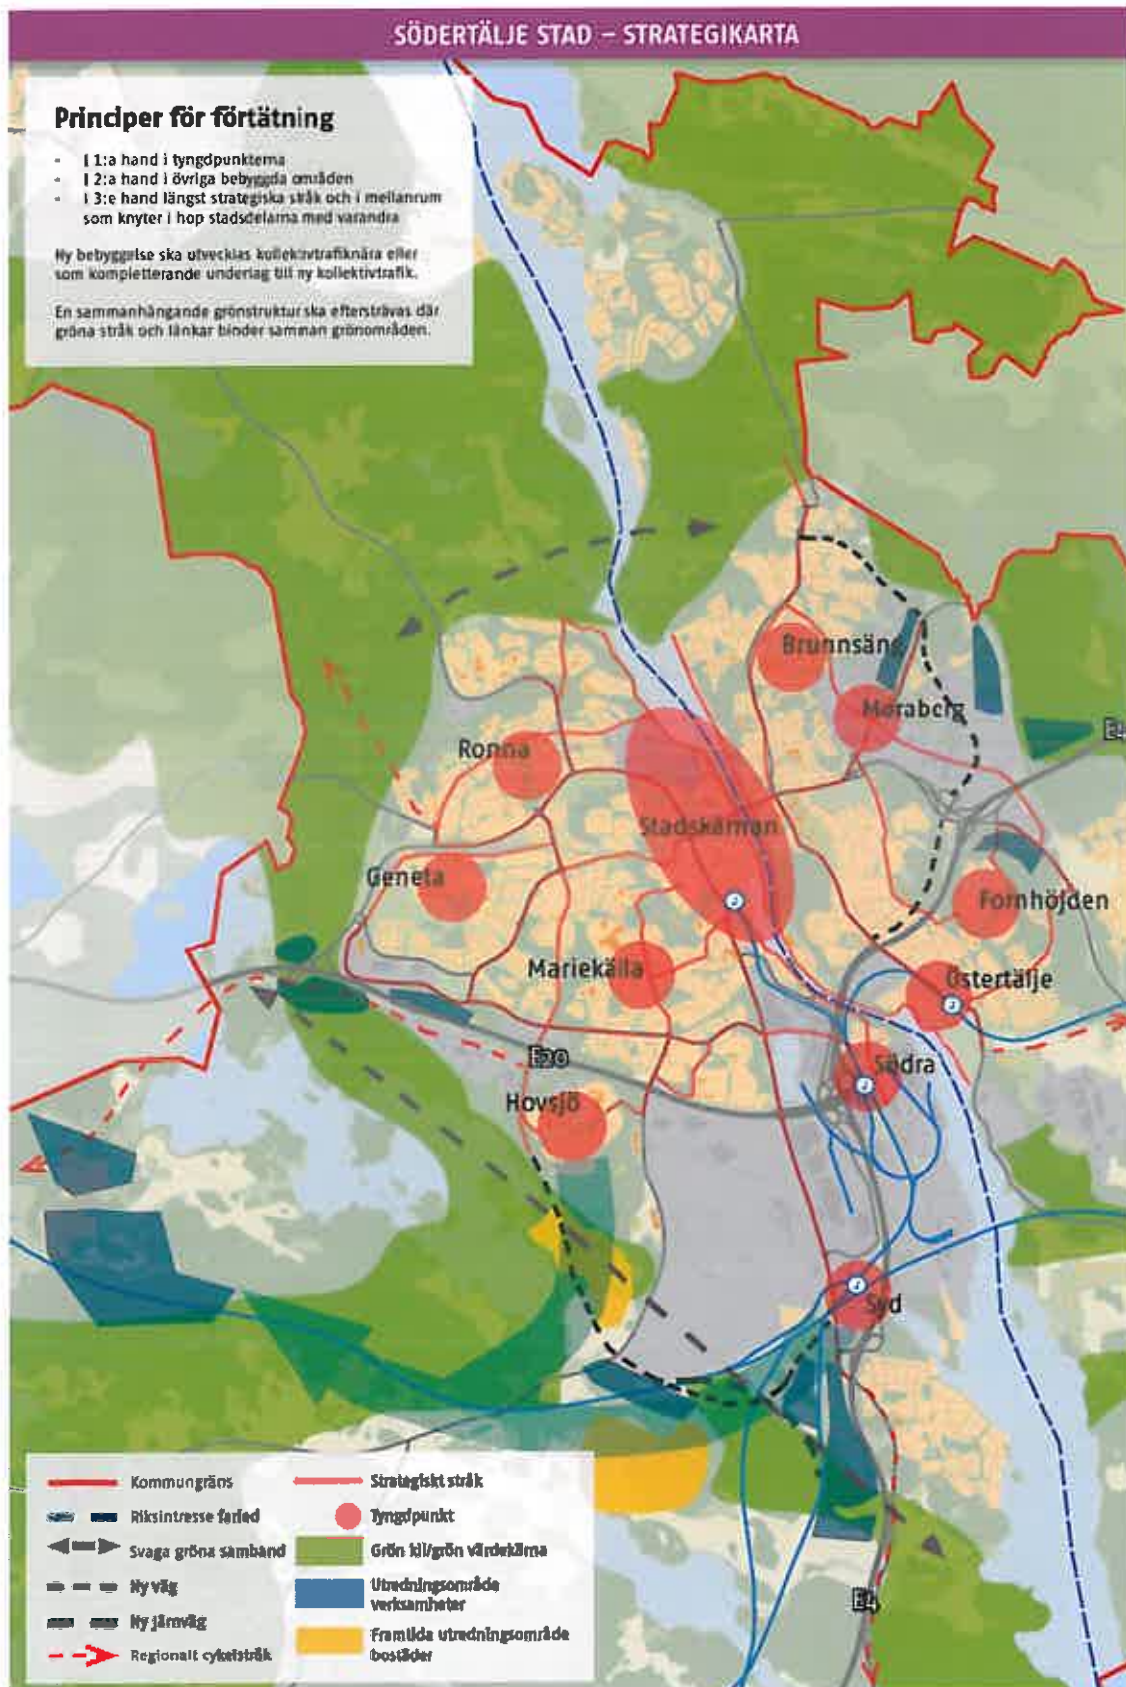 SÖDERTÄLJE STAD – STRATEGIKARTA
Principer för förtätning
- I 1:a hand i tyngdpunkterna
- I 2:a hand i övriga bebyggda områden
- I 3:e hand längst strategiska stråk och i mellanrum
som knyter i hop stadsdelarna med varandra
Ny bebyggelse ska utvecklas kollektivtrafiknära eller
som kompletterande underlag till ny kollektivtrafik.
En sammanhängande grönstruktur ska eftersträvas där
gröna stråk och länkar binder samman grönområden.
Brunnsäng
Moraberg
E4
Ronna
Stadskärnan
Geneta
Fornhöjden
Mariekälla
Östertälje
E20
Södra
Hovsjö
Syd
E4
Kommungräns
Riksintresse farled
Svaga gröna samband
Ny väg
Ny järnväg
Regionalt cykelstråk
Strategiskt stråk
Tyngdpunkt
Grön kil/grön värdekärna
Utredningsområde
verksamheter
Framtida utredningsområde
bostäder